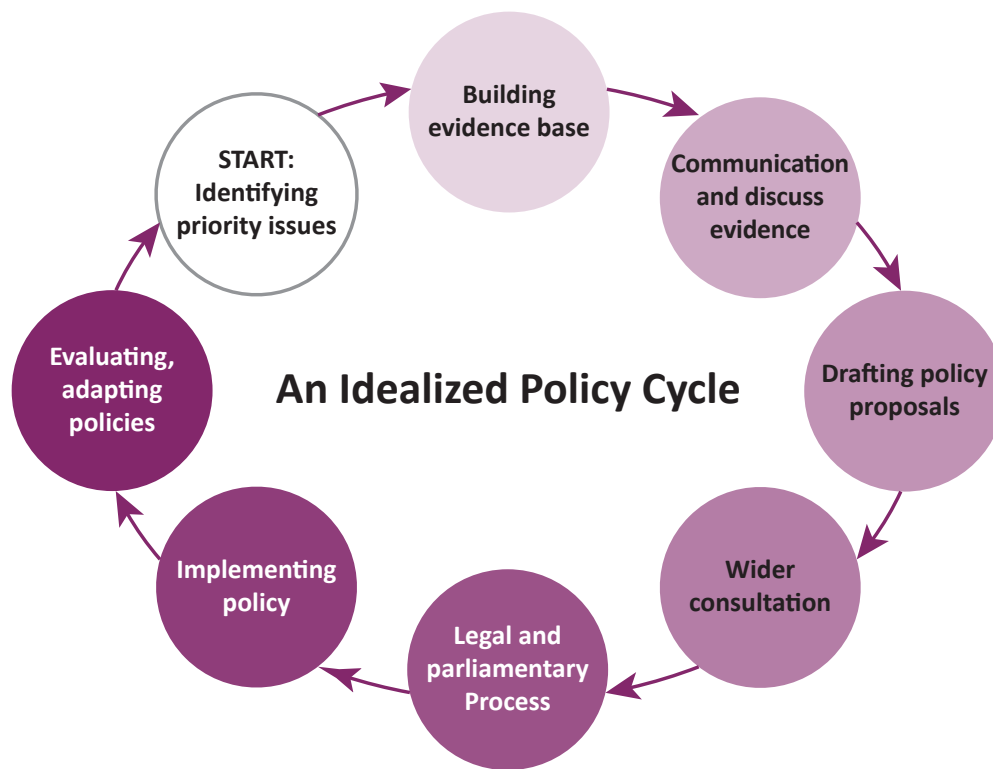 Building
evidence base
START:
Identifying
priority issues
Communication
and discuss
evidence
Evaluating,
adapting
policies
An Idealized Policy Cycle
Drafting policy
proposals
Implementing
policy
Wider
consultation
Legal and
parliamentary
Process